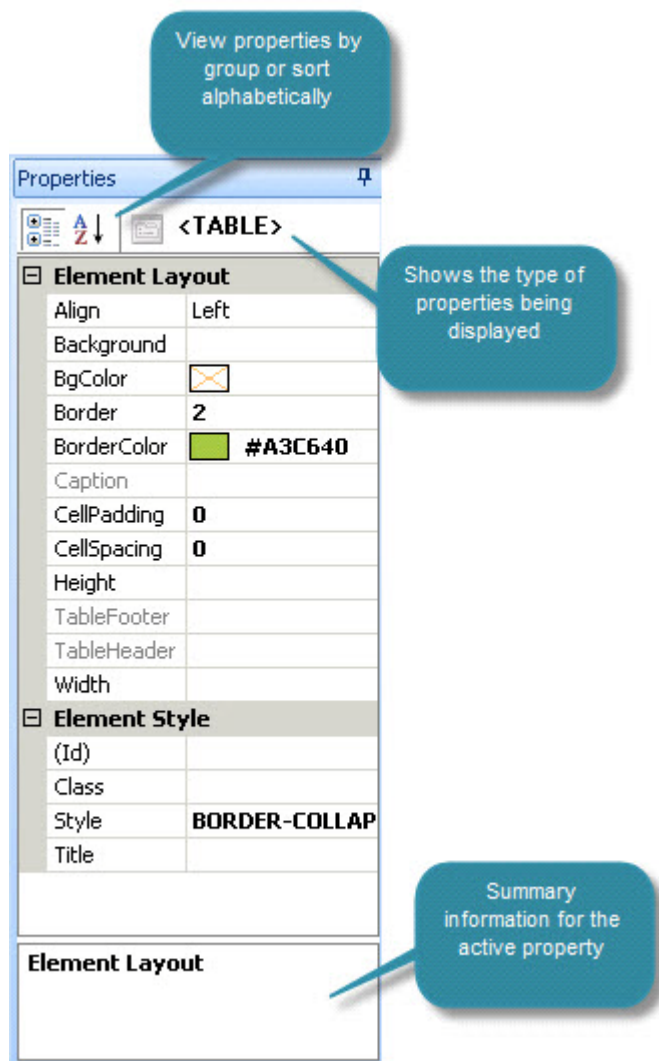 View properties by
group or sort
alphabetically
Properties
A
Z
<TABLE>
Shows the type of
properties being
displayed
Element Layout
Align Left
Background
BgColor
Border 2
BorderColor #A3C640
Caption
CellPadding 0
CellSpacing 0
Height
TableFooter
TableHeader
Width
Element Style
(Id)
Class
Style BORDER-COLLAP
Title
Summary
information for the
active property
Element Layout